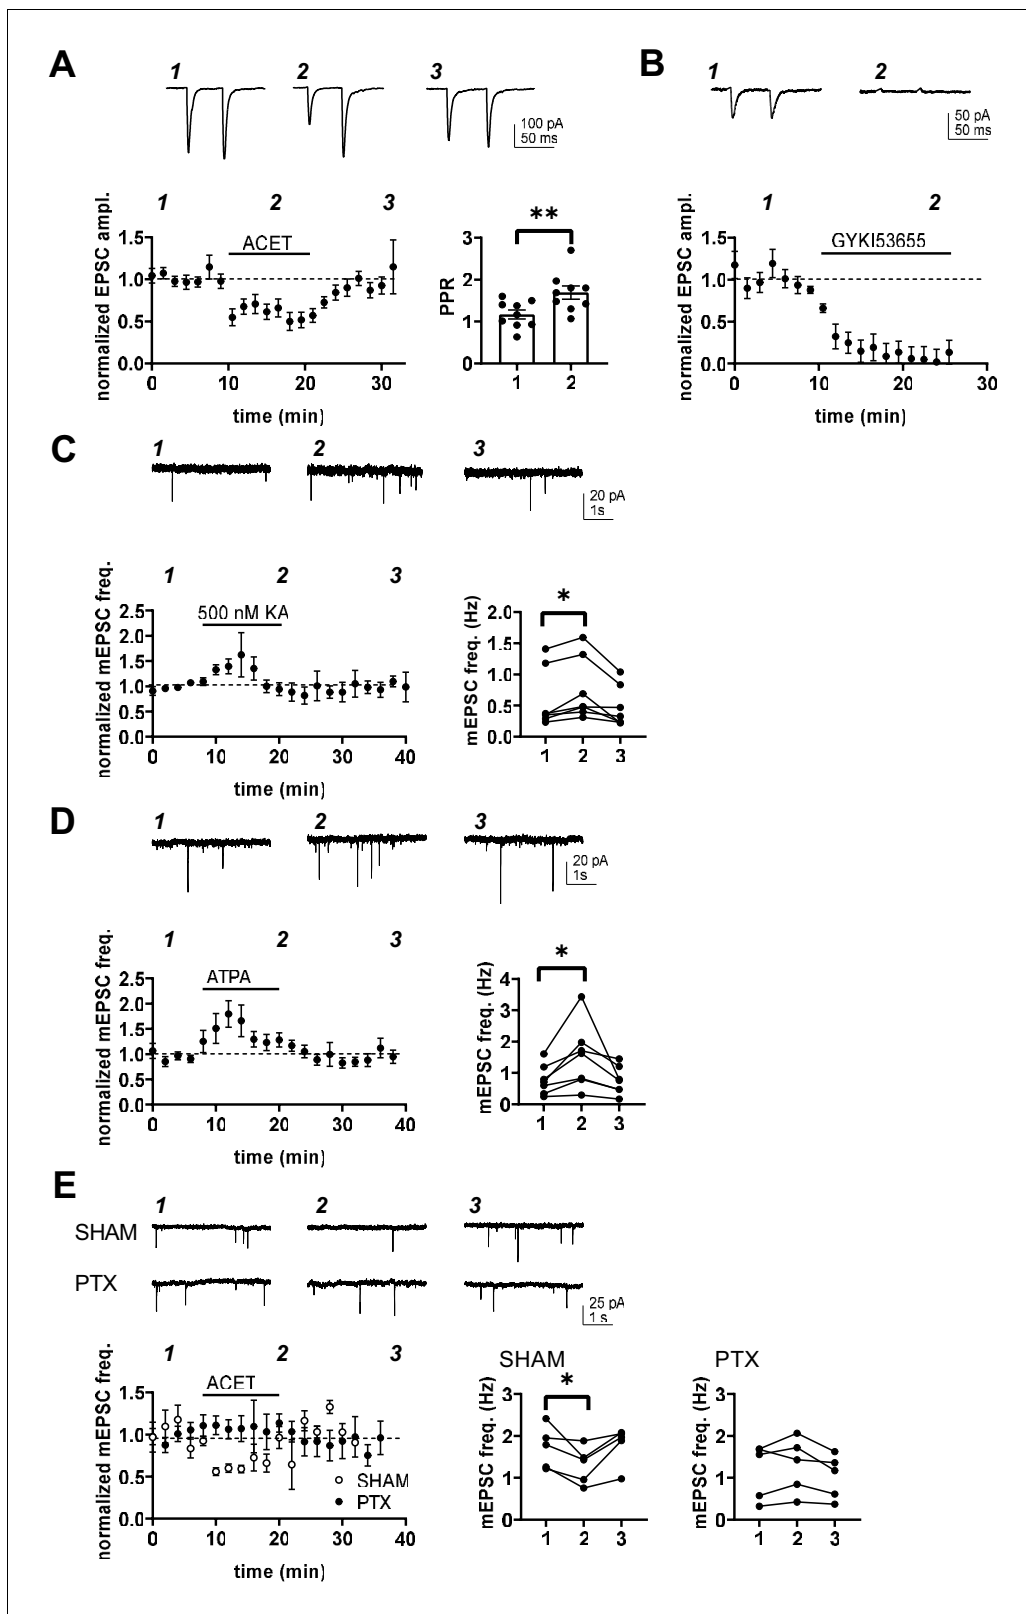 A
B
1 2 3
1 2
100 pA
50 ms
50 pA
50 ms
1 2 3
normalized EPSC ampl.
1.5
1.0
0.5
0.0
ACET
0 10 20 30
time (min)
**
PPR
3
2
1
0
1 2
1 2
normalized EPSC ampl.
1.5
1.0
0.5
0.0
GYKI53655
0 10 20 30
time (min)
C
1 2 3
20 pA
1s
1 2 3
normalized mEPSC freq.
2.5
2.0
1.5
1.0
0.5
0.0
500 nM KA
0 10 20 30 40
time (min)
*
mEPSC freq. (Hz)
2.0
1.5
1.0
0.5
0.0
1 2 3
D
1 2 3
20 pA
1s
1 2 3
normalized mEPSC freq.
2.5
2.0
1.5
1.0
0.5
0.0
ATPA
0 10 20 30 40
time (min)
*
mEPSC freq. (Hz)
4
3
2
1
0
1 2 3
E
1 2 3
SHAM
PTX
25 pA
1 s
1 2 3
normalized mEPSC freq.
1.5
1.0
0.5
0.0
ACET
SHAM
PTX
0 10 20 30 40
time (min)
SHAM
*
mEPSC freq. (Hz)
3
2
1
0
1 2 3
PTX
mEPSC freq. (Hz)
3
2
1
0
1 2 3